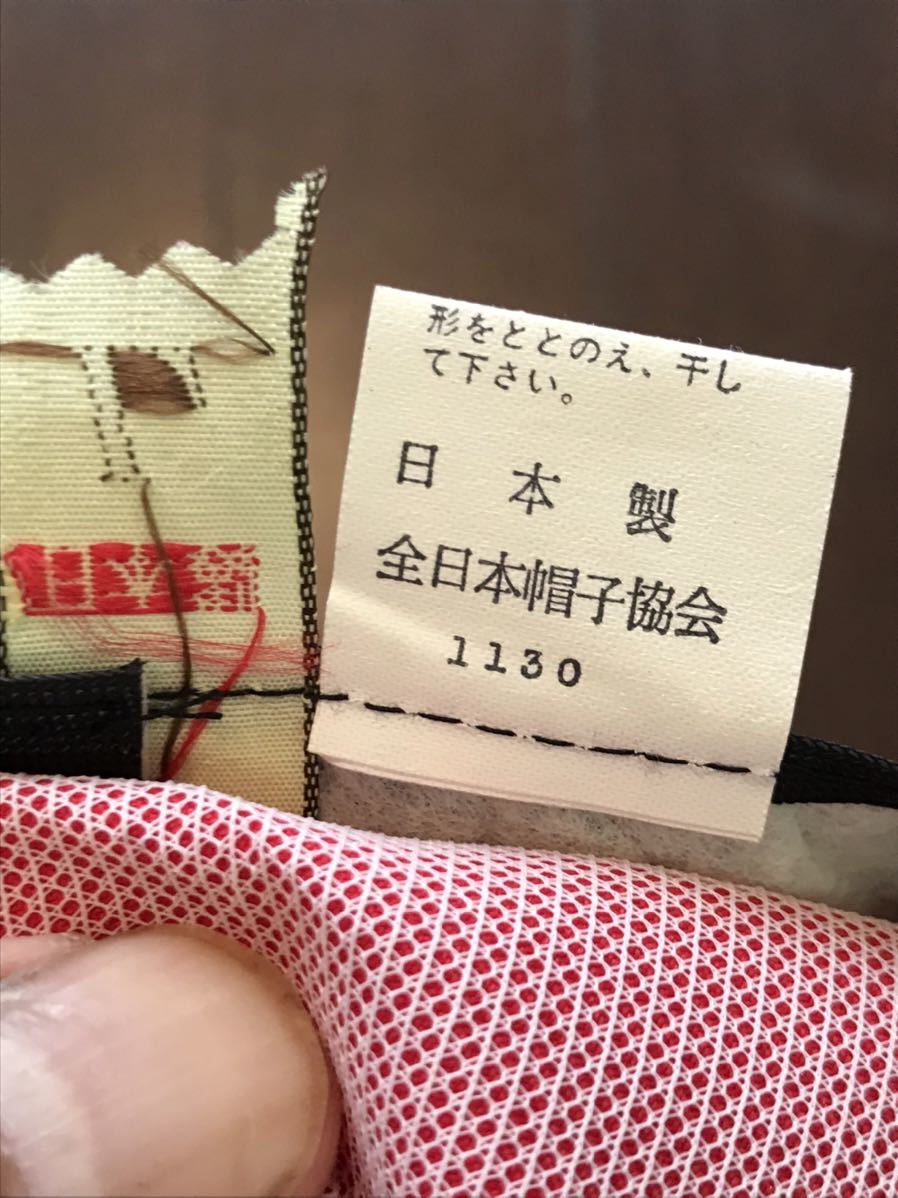 形をととのえ、干し
て下さい。
日本製
全日本帽子協会
1130